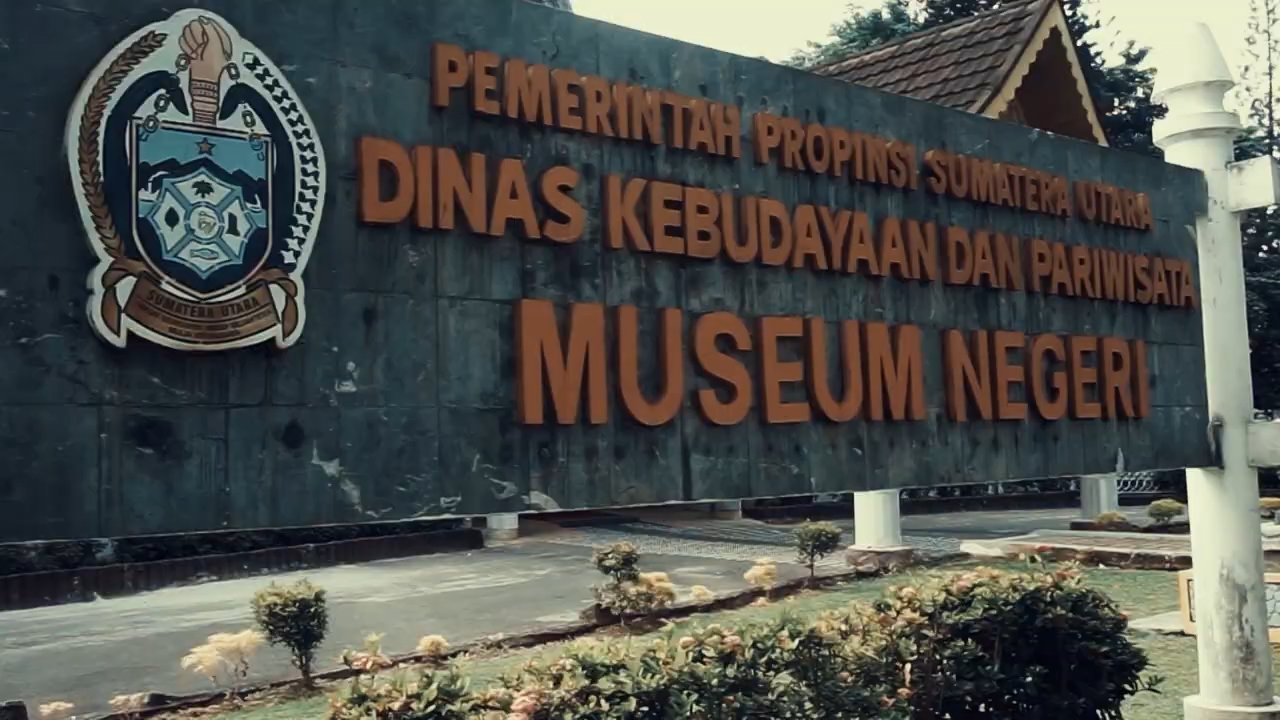 PEMERINTAH PROPINSI SUMATERA UTARA
DINAS KEBUDAYAAN DAN PARIWISATA
MUSEUM NEGERI
SUMATERA UTARA